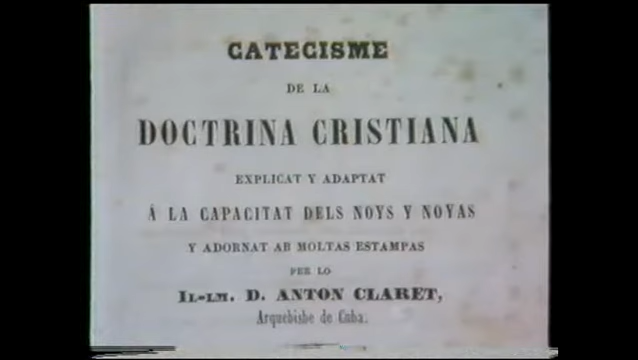 CATECISME
DE LA
DOCTRINA CRISTIANA
EXPLICAT Y ADAPTAT
Á LA CAPACITAT DELS NOYS Y NOYAS
Y ADORNAT AB MOLTAS ESTAMPAS
PER LO
IL-LM. D. ANTON CLARET,
Arquebisbe de Cuba.